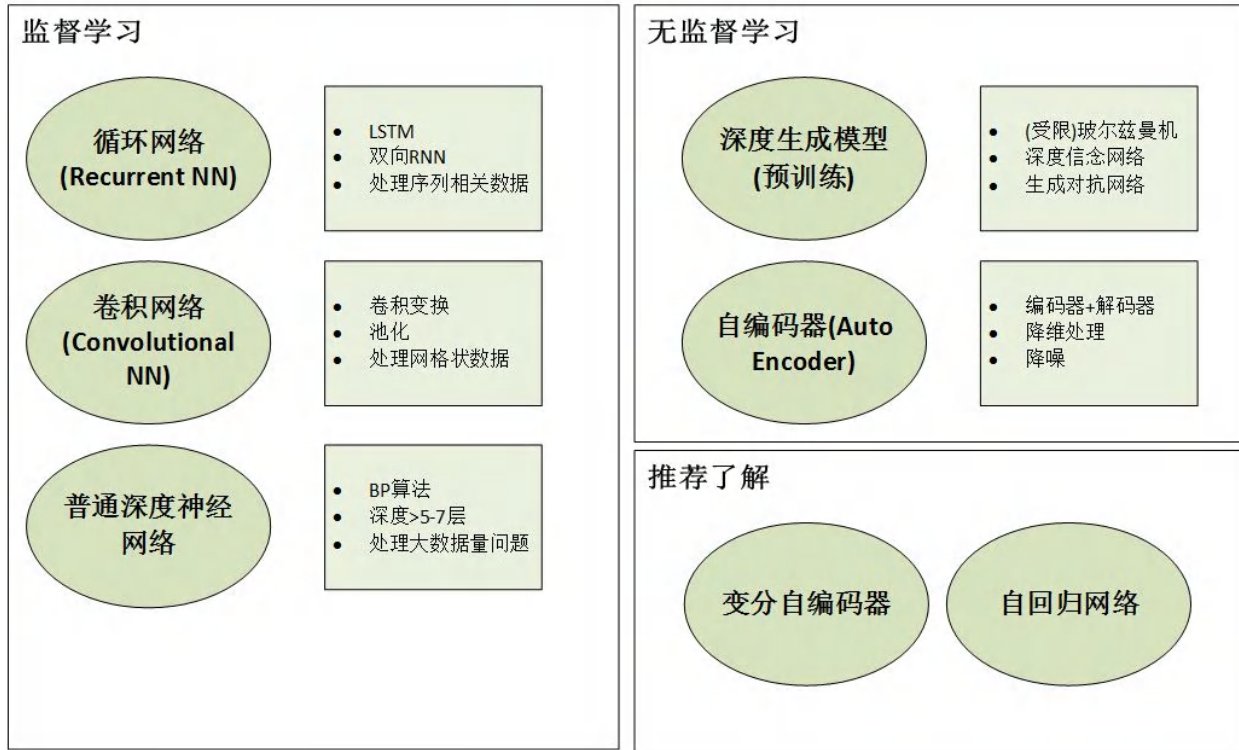 监督学习
循环网络
(Recurrent NN)
LSTM
双向RNN
处理序列相关数据
卷积网络
(Convolutional
NN)
卷积变换
池化
处理网格状数据
普通深度神经
网络
BP算法
深度>5-7层
处理大数据量问题
无监督学习
深度生成模型
(预训练)
(受限)玻尔兹曼机
深度信念网络
生成对抗网络
自编码器(Auto
Encoder)
编码器+解码器
降维处理
降噪
推荐了解
变分自编码器
自回归网络